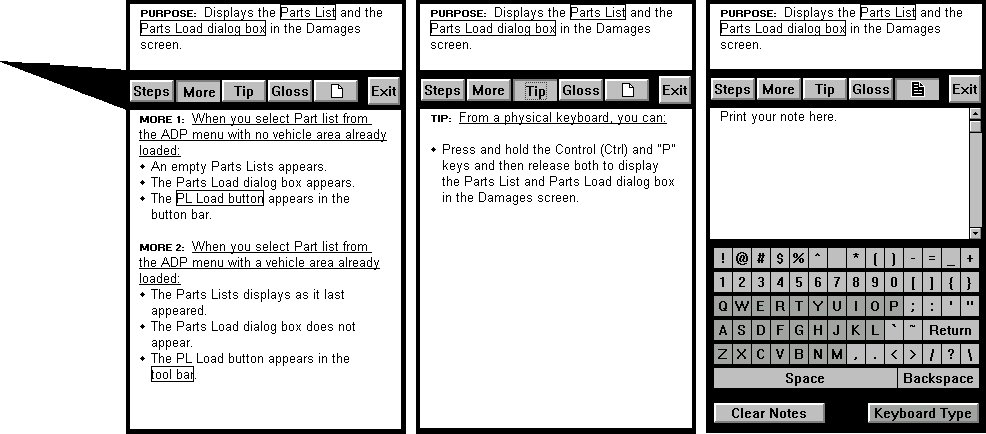 PURPOSE: Displays the Parts List and the
Parts Load dialog box in the Damages
screen.
Steps More Tip Gloss Exit
MORE 1: When you select Part list from
the ADP menu with no vehicle area already
loaded:
• An empty Parts Lists appears.
• The Parts Load dialog box appears.
• The PL Load button appears in the
button bar.
MORE 2: When you select Part list from
the ADP menu with a vehicle area already
loaded:
• The Parts Lists displays as it last
appeared.
• The Parts Load dialog box does not
appear.
• The PL Load button appears in the
tool bar.
PURPOSE: Displays the Parts List and the
Parts Load dialog box in the Damages
screen.
Steps More Tip Gloss Exit
TIP: From a physical keyboard, you can:
• Press and hold the Control (Ctrl) and "P"
keys and then release both to display
the Parts List and Parts Load dialog box
in the Damages screen.
PURPOSE: Displays the Parts List and the
Parts Load dialog box in the Damages
screen.
Steps More Tip Gloss Exit
Print your note here.
! @ # $ % ^ * ( ) - = _ +
1 2 3 4 5 6 7 8 9 0 [ ] { }
Q W E R T Y U I O P ; : ' "
A S D F G H J K L ` ~ Return
Z X C V B N M , . < > / ? \
Space Backspace
Clear Notes Keyboard Type